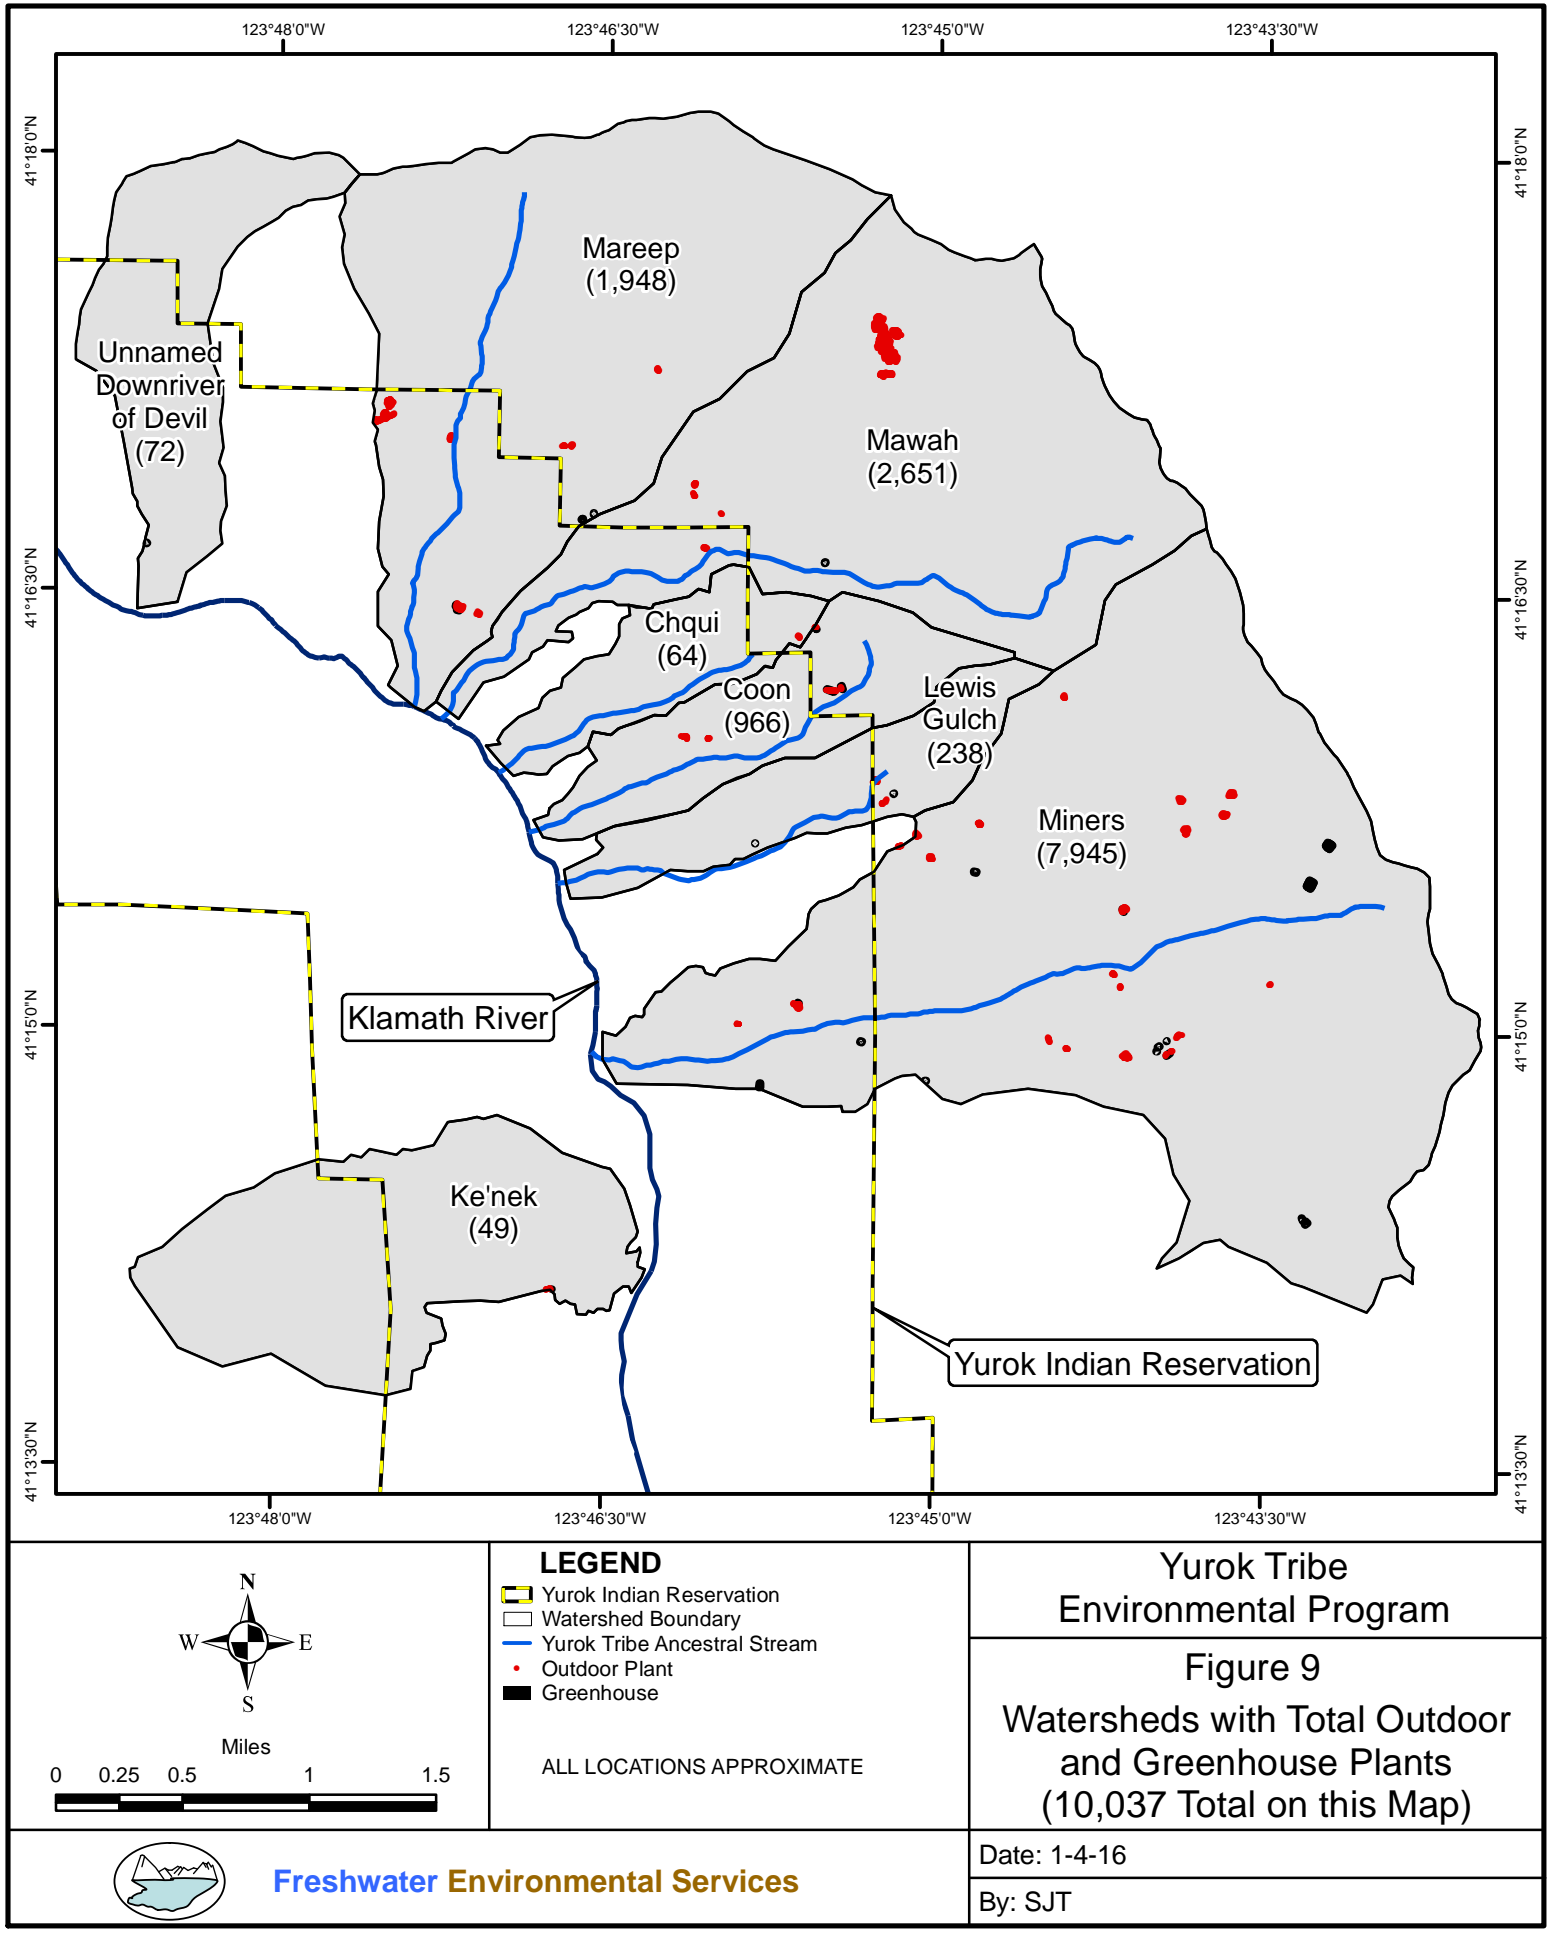 123°48'0"W
123°46'30"W
123°45'0"W
123°43'30"W
41°18'0"N
41°18'0"N
Mareep
(1,948)
Unnamed
Downriver
of Devil
(72)
Mawah
(2,651)
41°16'30"N
41°16'30"N
Chqui
(64)
Coon
(966)
Lewis
Gulch
(238)
Miners
(7,945)
Klamath River
41°15'0"N
41°15'0"N
Ke'nek
(49)
Yurok Indian Reservation
41°13'30"N
41°13'30"N
123°48'0"W
123°46'30"W
123°45'0"W
123°43'30"W
N
W
E
S
Miles
0 0.25 0.5 1 1.5
LEGEND
Yurok Indian Reservation
Watershed Boundary
Yurok Tribe Ancestral Stream
Outdoor Plant
Greenhouse
ALL LOCATIONS APPROXIMATE
Yurok Tribe
Environmental Program
Figure 9
Watersheds with Total Outdoor
and Greenhouse Plants
(10,037 Total on this Map)
Freshwater Environmental Services
Date: 1-4-16
By: SJT